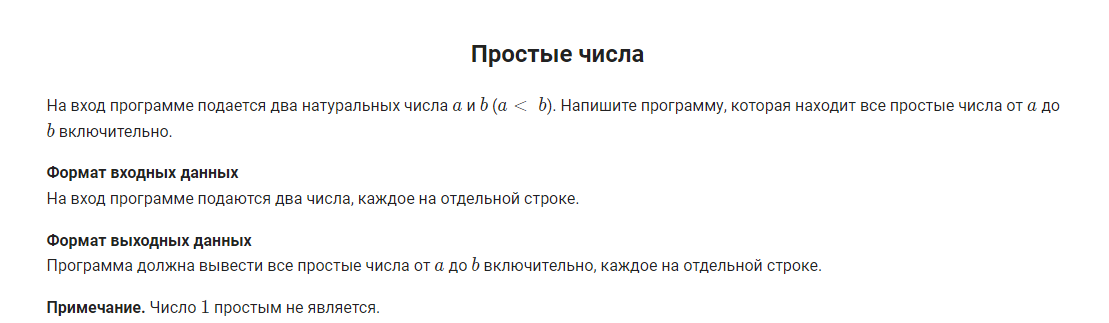 Простые числа
На вход программе подается два натуральных числа a и b (a < b). Напишите программу, которая находит все простые числа от a до
b включительно.
Формат входных данных
На вход программе подаются два числа, каждое на отдельной строке.
Формат выходных данных
Программа должна вывести все простые числа от a до b включительно, каждое на отдельной строке.
Примечание. Число 1 простым не является.